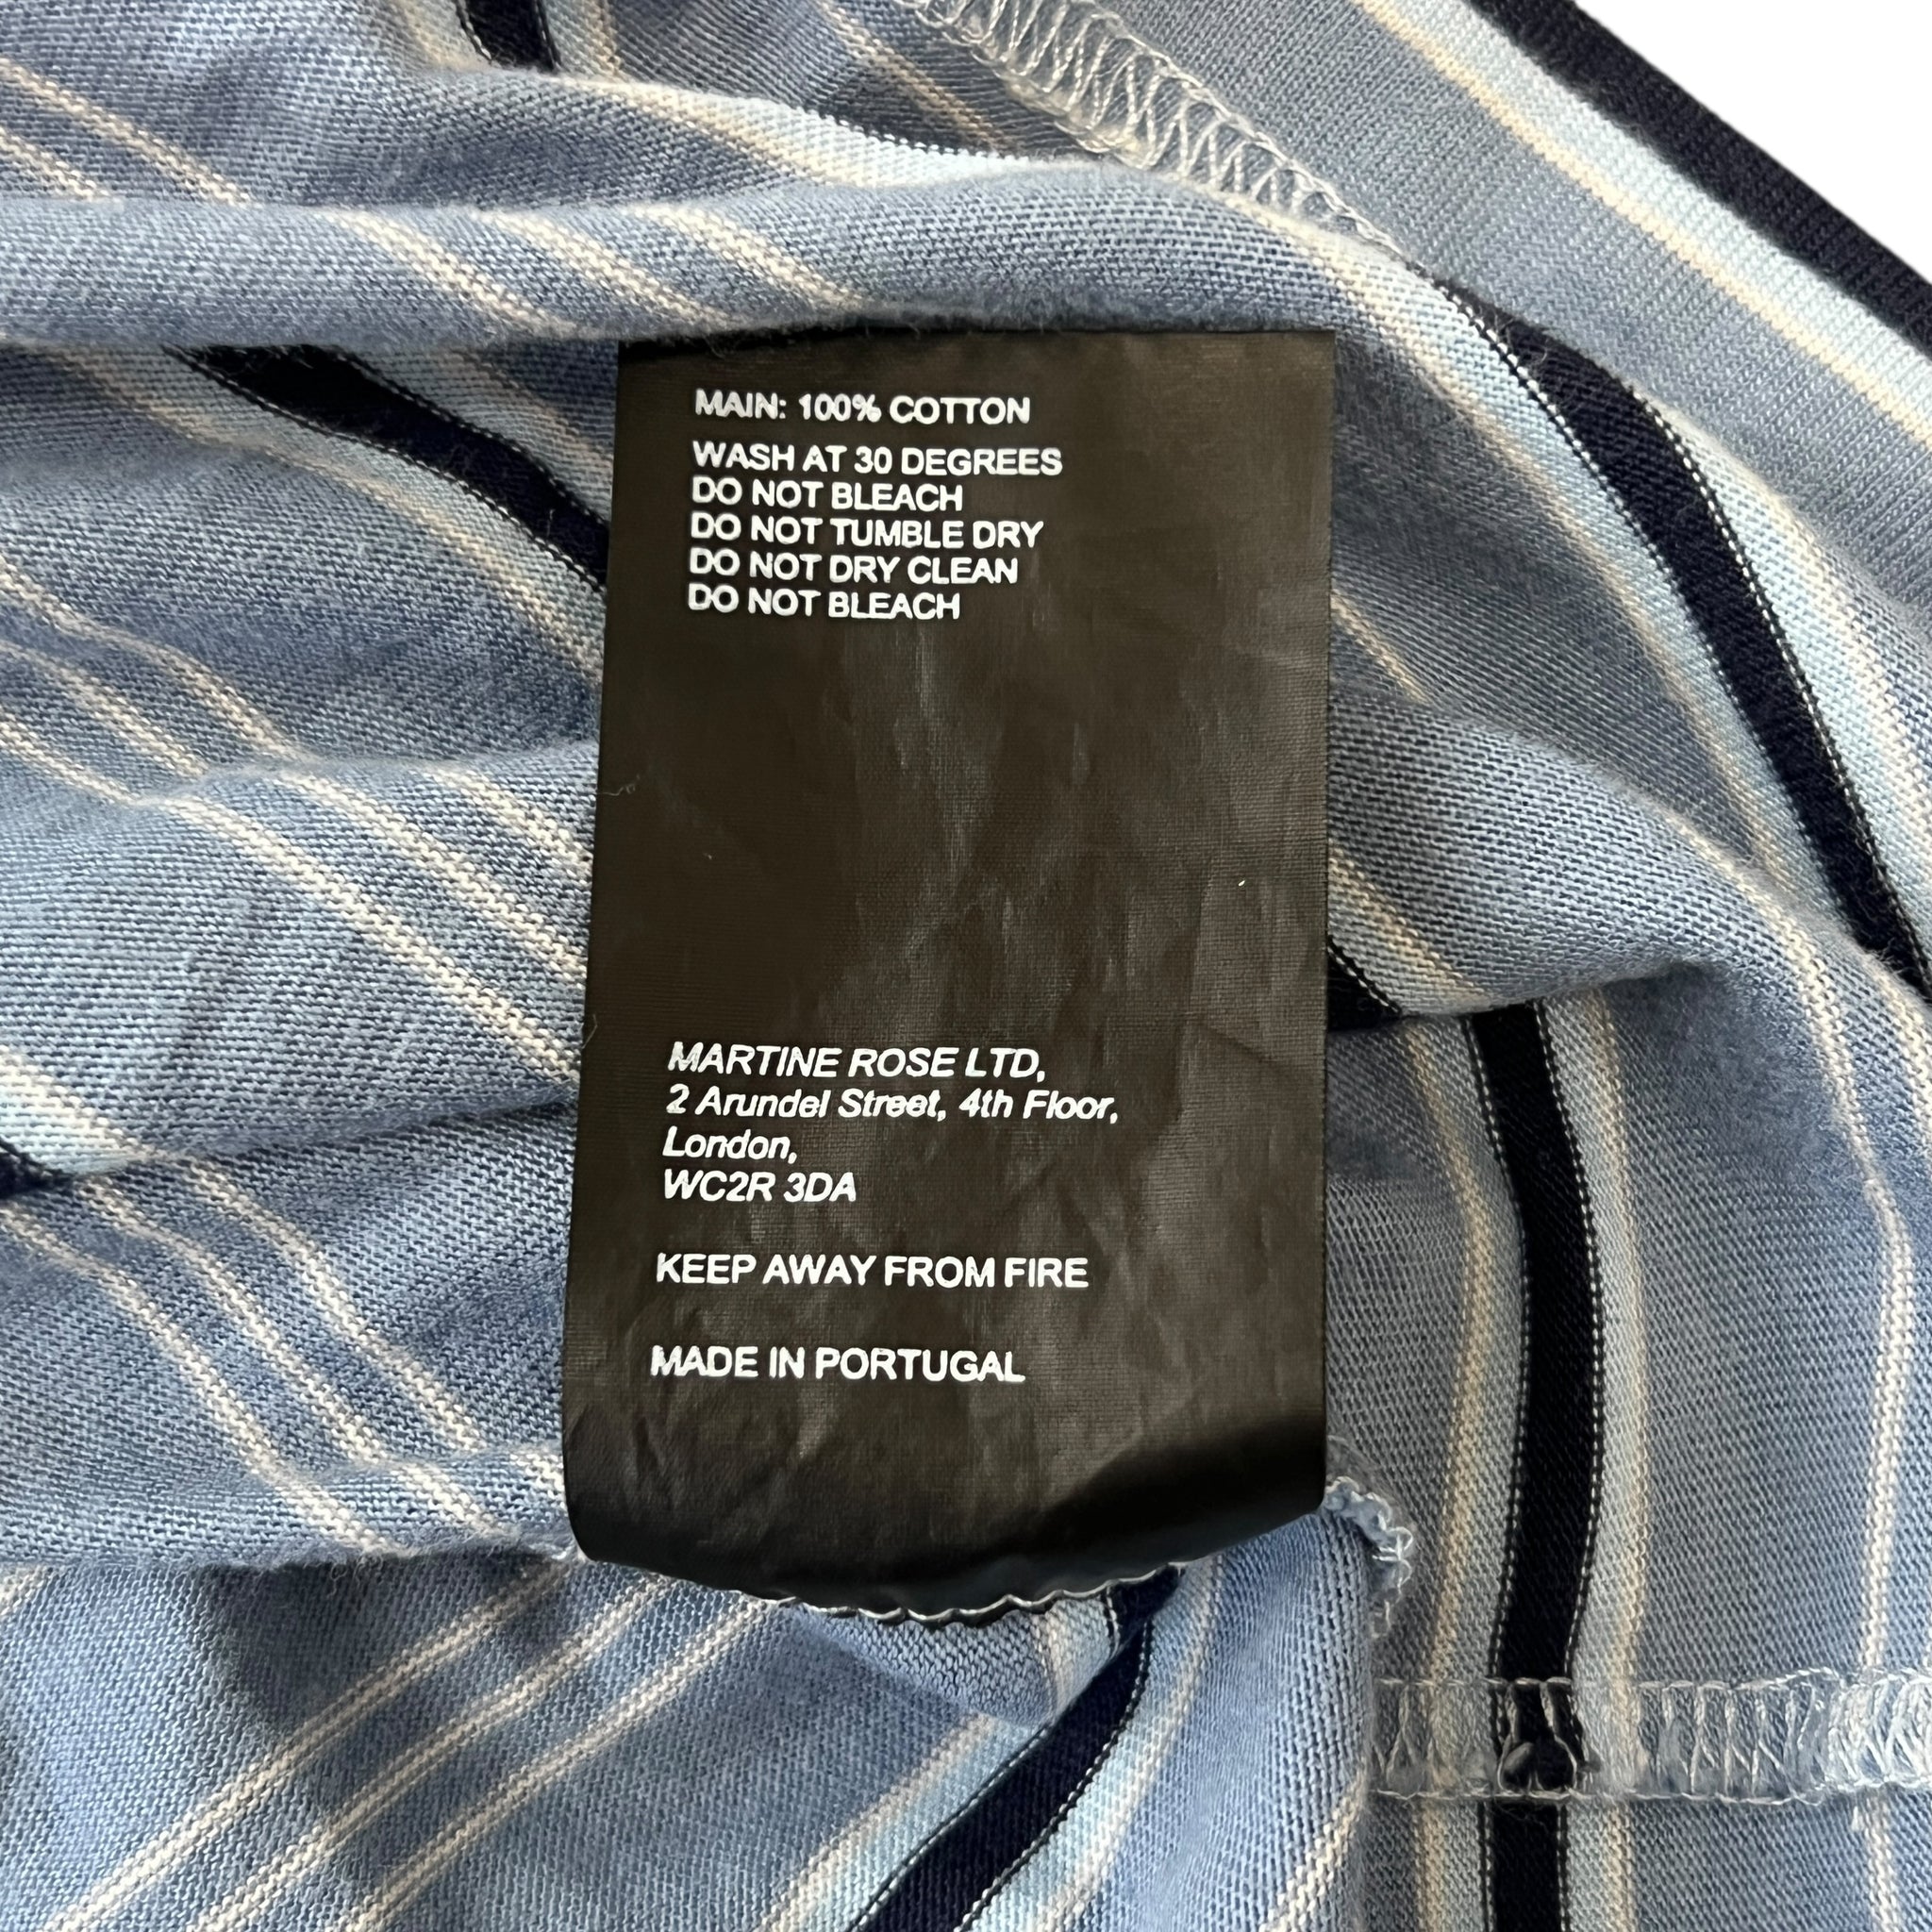 MAIN: 100% COTTON
WASH AT 30 DEGREES
DO NOT BLEACH
DO NOT TUMBLE DRY
DO NOT DRY CLEAN
DO NOT BLEACH
MARTINE ROSE LTD,
2 Arundel Street, 4th Floor,
London,
WC2R 3DA
KEEP AWAY FROM FIRE
MADE IN PORTUGAL